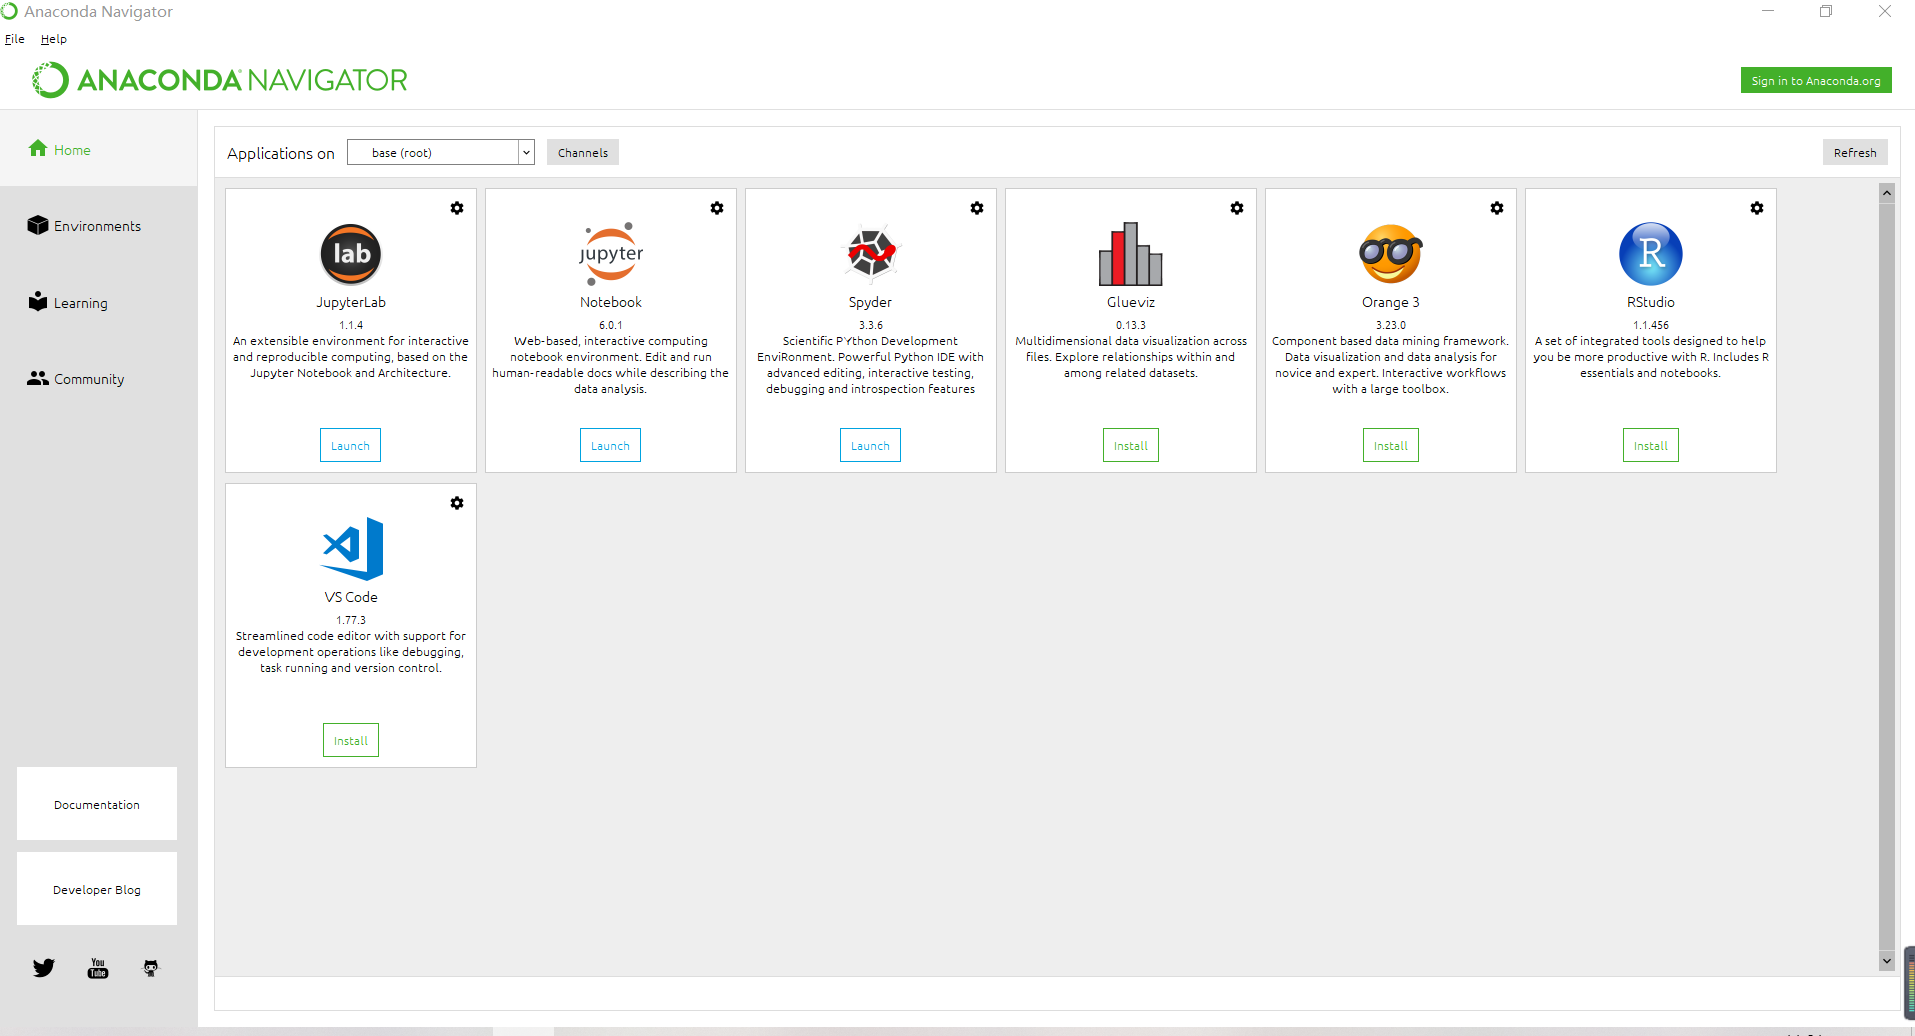 Anaconda Navigator
File Help
ANACONDA NAVIGATOR
Sign in to Anaconda.org
Home
Environments
Learning
Community
Documentation
Developer Blog
You
Tube
Applications on base (root) Channels Refresh
lab
JupyterLab
1.1.4
An extensible environment for interactive
and reproducible computing, based on the
Jupyter Notebook and Architecture.
Launch
jupyter
Notebook
6.0.1
Web-based, interactive computing
notebook environment. Edit and run
human-readable docs while describing the
data analysis.
Launch
Spyder
3.3.6
Scientific PYthon Development
EnviRonment. Powerful Python IDE with
advanced editing, interactive testing,
debugging and introspection features
Launch
Glueviz
0.13.3
Multidimensional data visualization across
files. Explore relationships within and
among related datasets.
Install
Orange 3
3.23.0
Component based data mining framework.
Data visualization and data analysis for
novice and expert. Interactive workflows
with a large toolbox.
Install
R
RStudio
1.1.456
A set of integrated tools designed to help
you be more productive with R. Includes R
essentials and notebooks.
Install
VS Code
1.77.3
Streamlined code editor with support for
development operations like debugging,
task running and version control.
Install